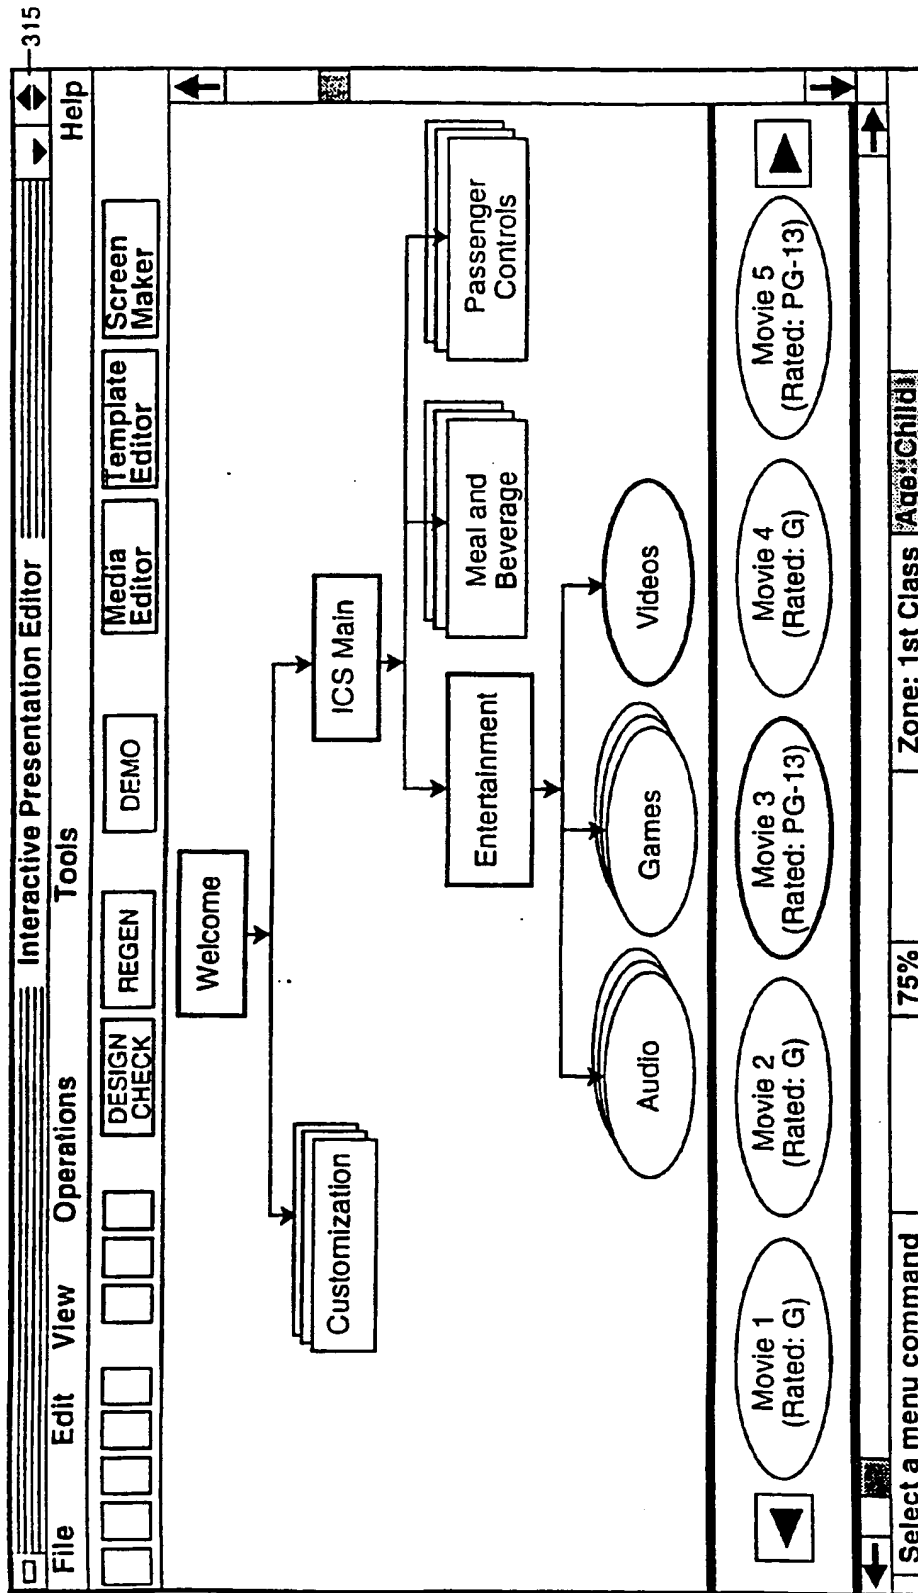 315
Interactive Presentation Editor
File Edit View Operations Tools Help
DESIGN
CHECK
REGEN
DEMO
Media
Editor
Template
Editor
Screen
Maker
Welcome
Customization
ICS Main
Entertainment
Meal and
Beverage
Passenger
Controls
Audio
Games
Videos
Movie 1
(Rated: G)
Movie 2
(Rated: G)
Movie 3
(Rated: PG-13)
Movie 4
(Rated: G)
Movie 5
(Rated: PG-13)
Select a menu command 75% Zone: 1st Class Age:Child